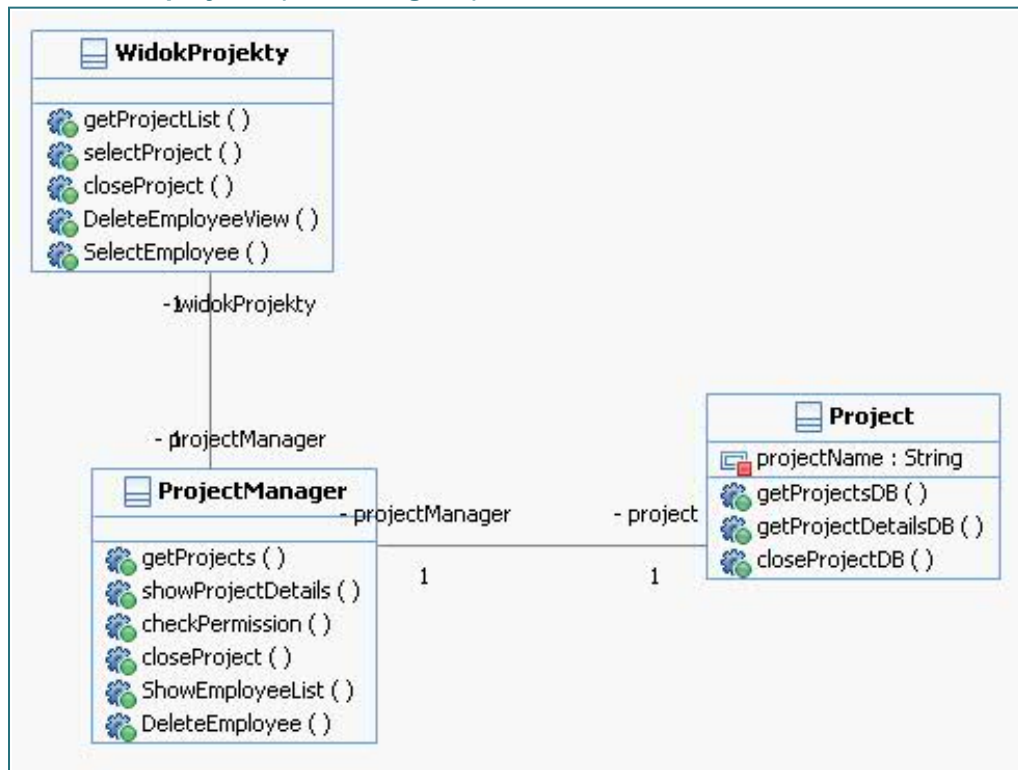 WidokProjekty
getProjectList ( )
selectProject ( )
closeProject ( )
DeleteEmployeeView ( )
SelectEmployee ( )
- widokProjekty
1
- projectManager
1
ProjectManager
getProjects ( )
showProjectDetails ( )
checkPermission ( )
closeProject ( )
ShowEmployeeList ( )
DeleteEmployee ( )
- projectManager
- project
1
1
Project
projectName : String
getProjectsDB ( )
getProjectDetailsDB ( )
closeProjectDB ( )